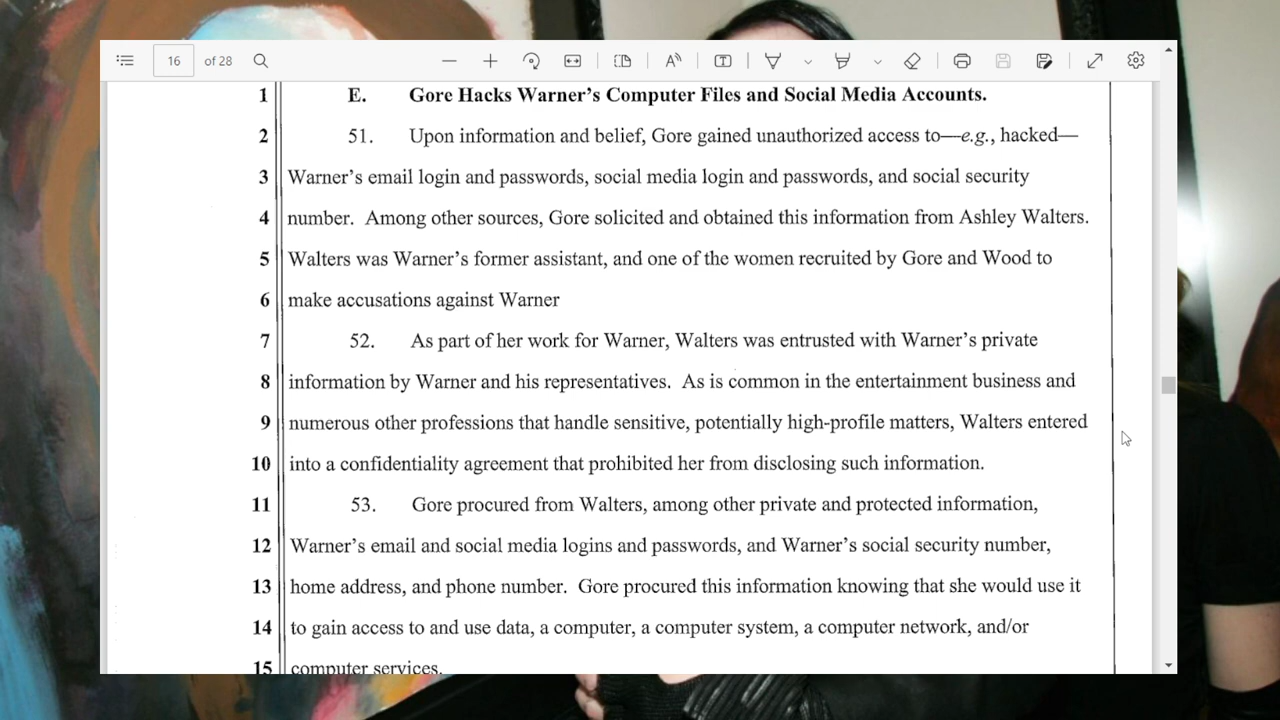 16 of 28
1 E. Gore Hacks Warner's Computer Files and Social Media Accounts.
2 51. Upon information and belief, Gore gained unauthorized access to—e.g., hacked—
3 Warner's email login and passwords, social media login and passwords, and social security
4 number. Among other sources, Gore solicited and obtained this information from Ashley Walters.
5 Walters was Warner's former assistant, and one of the women recruited by Gore and Wood to
6 make accusations against Warner
7 52. As part of her work for Warner, Walters was entrusted with Warner's private
8 information by Warner and his representatives. As is common in the entertainment business and
9 numerous other professions that handle sensitive, potentially high-profile matters, Walters entered
10 into a confidentiality agreement that prohibited her from disclosing such information.
11 53. Gore procured from Walters, among other private and protected information,
12 Warner's email and social media logins and passwords, and Warner's social security number,
13 home address, and phone number. Gore procured this information knowing that she would use it
14 to gain access to and use data, a computer, a computer system, a computer network, and/or
15 computer services.